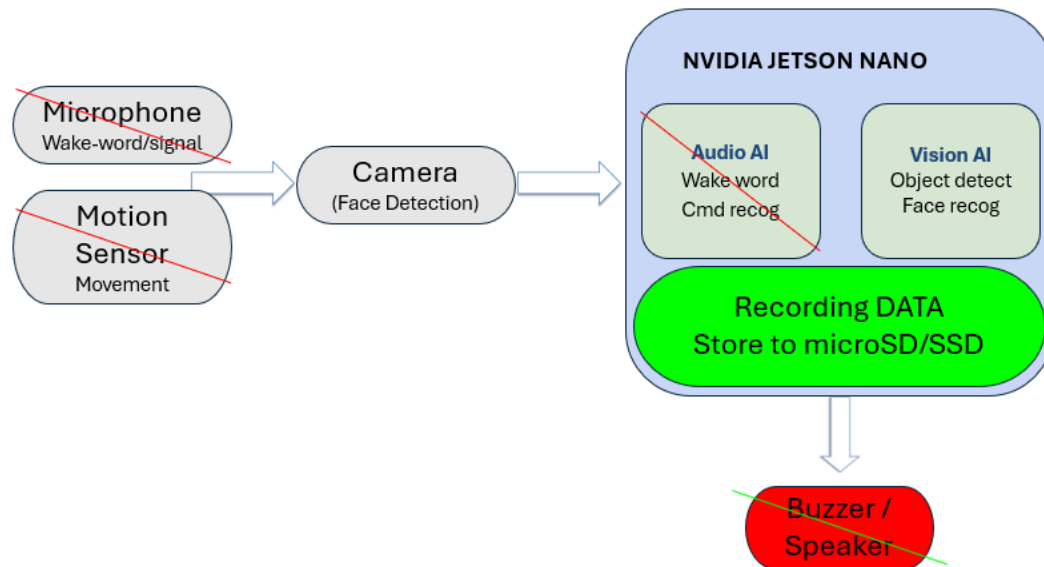 Microphone
Wake-word/signal
Motion
Sensor
Movement
Camera
(Face Detection)
NVIDIA JETSON NANO
Audio AI
Wake word
Cmd recog
Vision AI
Object detect
Face recog
Recording DATA
Store to microSD/SSD
Buzzer /
Speaker